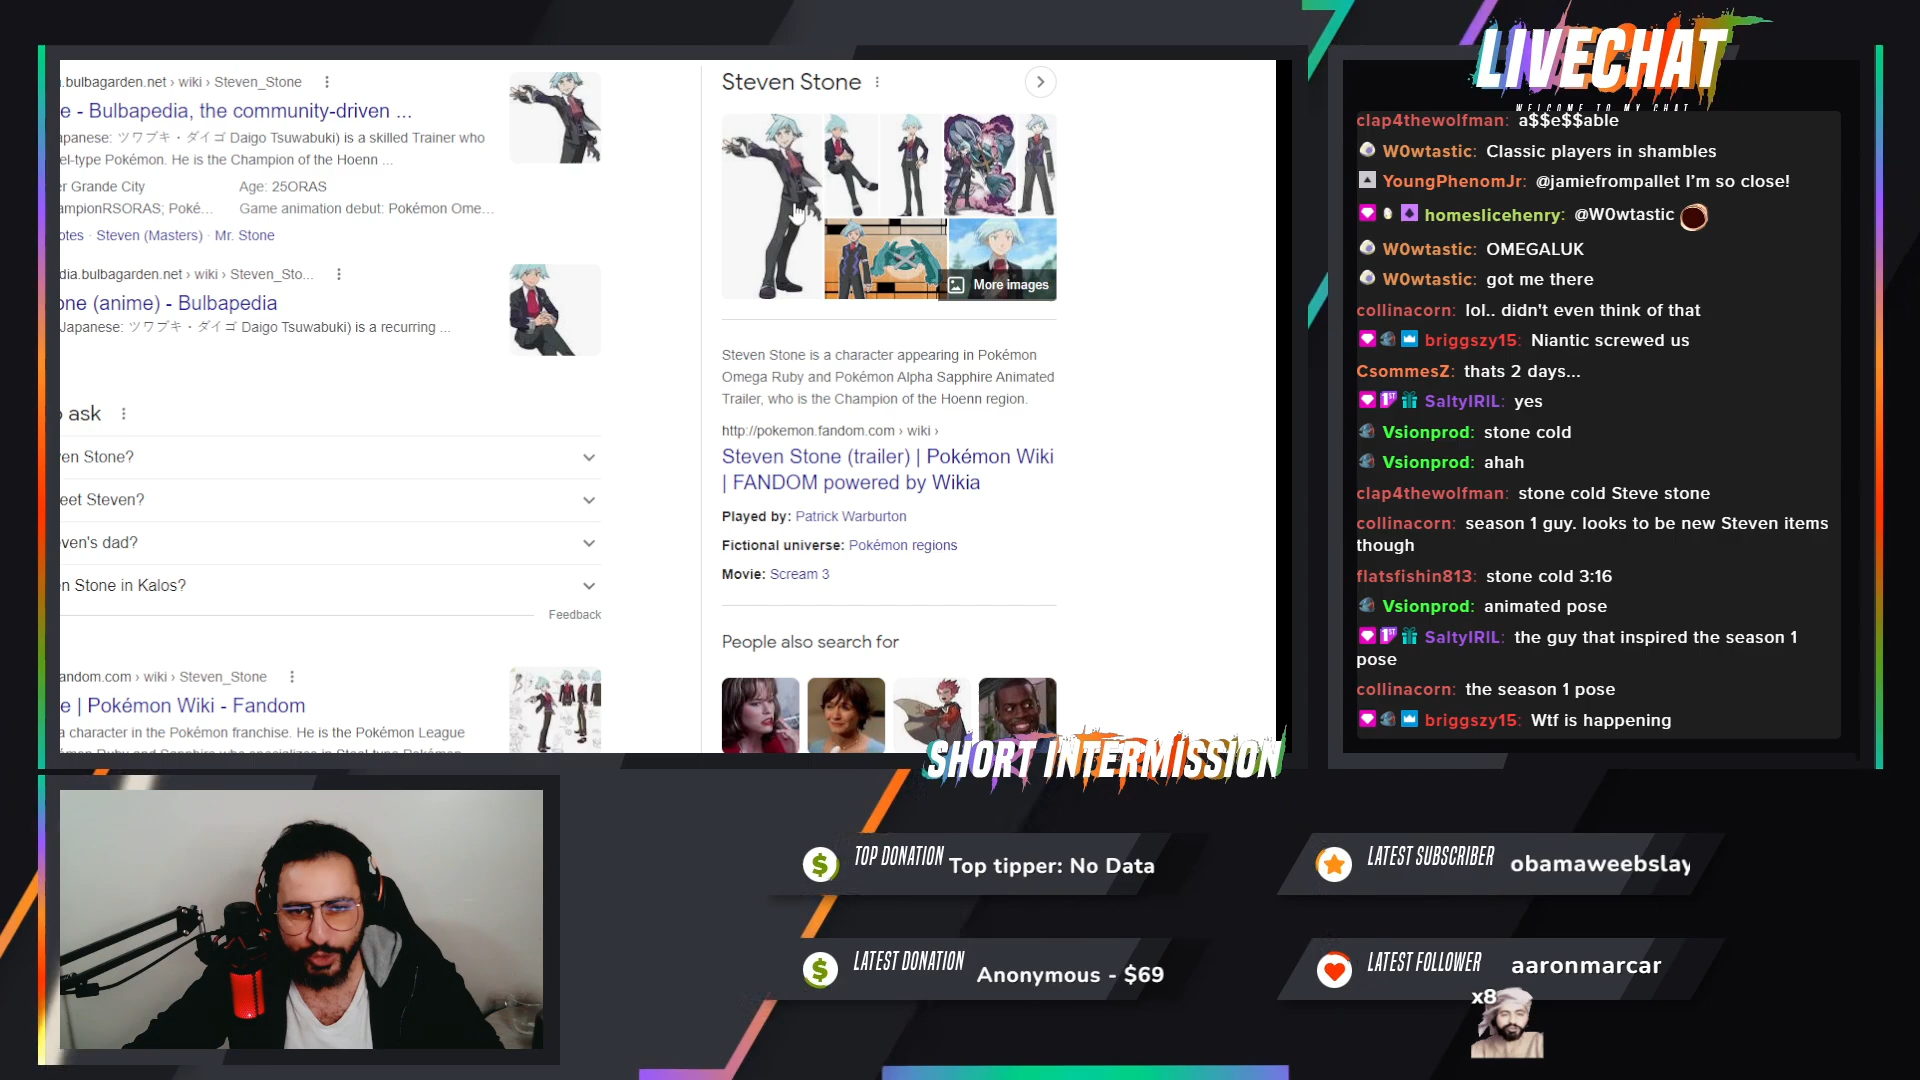 .bulbagarden.net › wiki › Steven_Stone
e - Bulbapedia, the community-driven ...
apanese: ツワブキ・ダイゴ Daigo Tsuwabuki) is a skilled Trainer who
el-type Pokémon. He is the Champion of the Hoenn ...
er Grande City
Age: 25ORAS
ampionRSORAS; Poké...
Game animation debut: Pokémon Ome...
otes · Steven (Masters) · Mr. Stone
dia.bulbagarden.net › wiki › Steven_Sto...
one (anime) - Bulbapedia
Japanese: ツワブキ・ダイゴ Daigo Tsuwabuki) is a recurring ...
o ask
ven Stone?
eet Steven?
ven's dad?
en Stone in Kalos?
Feedback
andom.com › wiki › Steven_Stone
e | Pokémon Wiki - Fandom
a character in the Pokémon franchise. He is the Pokémon League
Steven Stone
More images
Steven Stone is a character appearing in Pokémon
Omega Ruby and Pokémon Alpha Sapphire Animated
Trailer, who is the Champion of the Hoenn region.
http://pokemon.fandom.com › wiki ›
Steven Stone (trailer) | Pokémon Wiki
| FANDOM powered by Wikia
Played by: Patrick Warburton
Fictional universe: Pokémon regions
Movie: Scream 3
People also search for
SHORT INTERMISSION
LIVECHAT
WELCOME TO MY CHAT
clap4thewolfman: a$$e$$able
W0wtastic: Classic players in shambles
YoungPhenomJr: @jamiefrompallet I'm so close!
homeslicehenry: @W0wtastic
W0wtastic: OMEGALUK
W0wtastic: got me there
collinacorn: lol.. didn't even think of that
briggszy15: Niantic screwed us
CsommesZ: thats 2 days...
SaltyIRIL: yes
Vsionprod: stone cold
Vsionprod: ahah
clap4thewolfman: stone cold Steve stone
collinacorn: season 1 guy. looks to be new Steven items
though
flatsfishin813: stone cold 3:16
Vsionprod: animated pose
SaltyIRIL: the guy that inspired the season 1
pose
collinacorn: the season 1 pose
briggszy15: Wtf is happening
TOP DONATION Top tipper: No Data
LATEST SUBSCRIBER obamaweebslay
LATEST DONATION Anonymous - $69
LATEST FOLLOWER aaronmarcar
x8